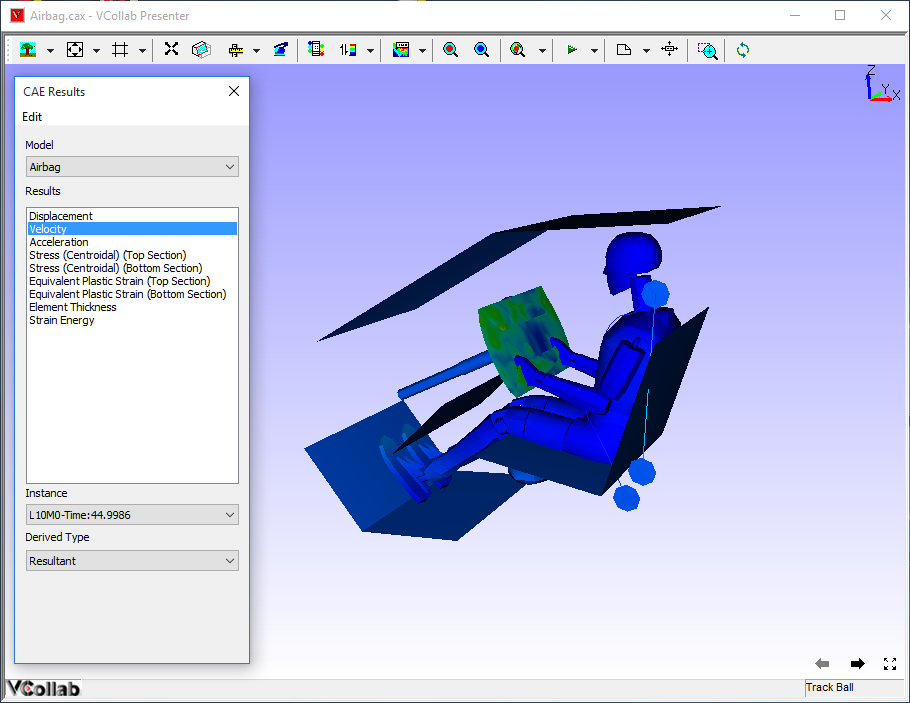 Airbag.cax - VCollab Presenter
Z
Y
X
CAE Results
Edit
Model
Airbag
Results
Displacement
Velocity
Acceleration
Stress (Centroidal) (Top Section)
Stress (Centroidal) (Bottom Section)
Equivalent Plastic Strain (Top Section)
Equivalent Plastic Strain (Bottom Section)
Element Thickness
Strain Energy
Instance
L10M0-Time:44.9986
Derived Type
Resultant
VCollab
Track Ball